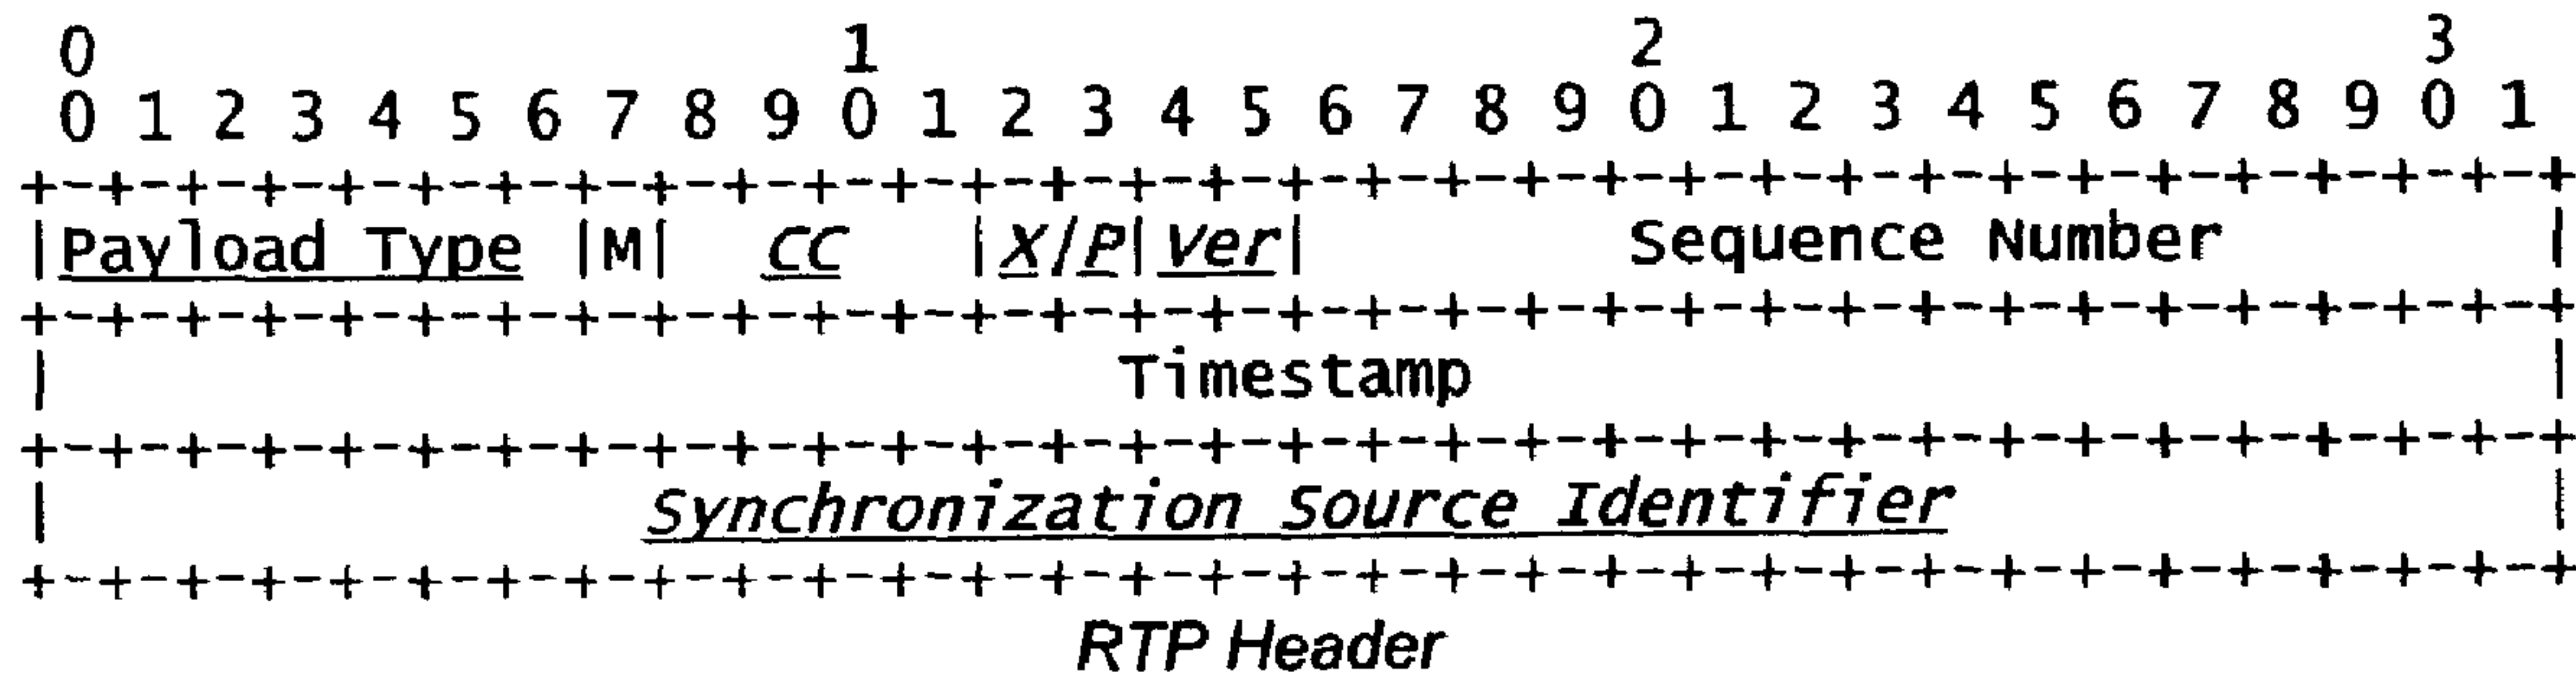 0 1 2 3
0 1 2 3 4 5 6 7 8 9 0 1 2 3 4 5 6 7 8 9 0 1 2 3 4 5 6 7 8 9 0 1
+-+-+-+-+-+-+-+-+-+-+-+-+-+-+-+-+-+-+-+-+-+-+-+-+-+-+-+-+-+-+-+-+
|Payload Type |M| CC |X/P|Ver| Sequence Number |
+-+-+-+-+-+-+-+-+-+-+-+-+-+-+-+-+-+-+-+-+-+-+-+-+-+-+-+-+-+-+-+-+
| Timestamp |
+-+-+-+-+-+-+-+-+-+-+-+-+-+-+-+-+-+-+-+-+-+-+-+-+-+-+-+-+-+-+-+-+
| Synchronization Source Identifier |
+-+-+-+-+-+-+-+-+-+-+-+-+-+-+-+-+-+-+-+-+-+-+-+-+-+-+-+-+-+-+-+-+
RTP Header